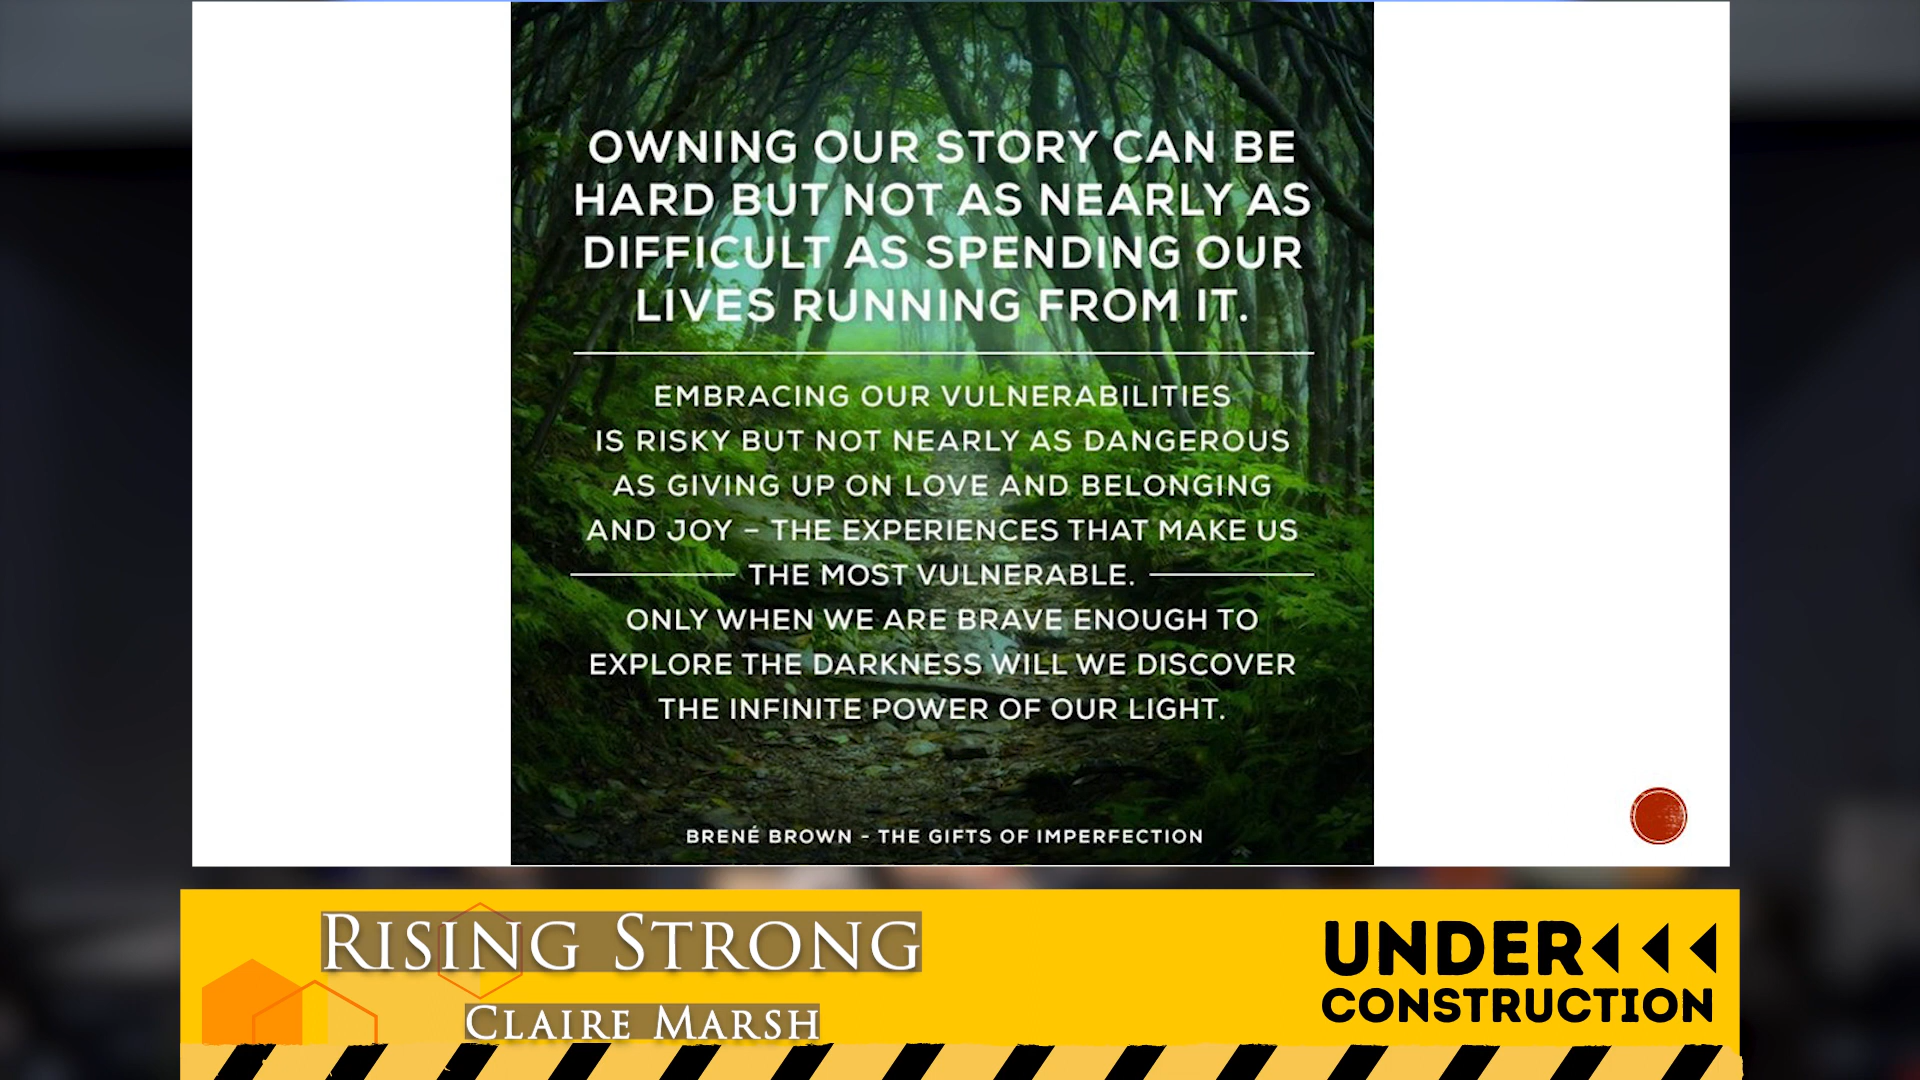 OWNING OUR STORY CAN BE
HARD BUT NOT AS NEARLY AS
DIFFICULT AS SPENDING OUR
LIVES RUNNING FROM IT.
EMBRACING OUR VULNERABILITIES
IS RISKY BUT NOT NEARLY AS DANGEROUS
AS GIVING UP ON LOVE AND BELONGING
AND JOY – THE EXPERIENCES THAT MAKE US
THE MOST VULNERABLE.
ONLY WHEN WE ARE BRAVE ENOUGH TO
EXPLORE THE DARKNESS WILL WE DISCOVER
THE INFINITE POWER OF OUR LIGHT.
BRENÉ BROWN - THE GIFTS OF IMPERFECTION
RISING STRONG
CLAIRE MARSH
UNDER
CONSTRUCTION